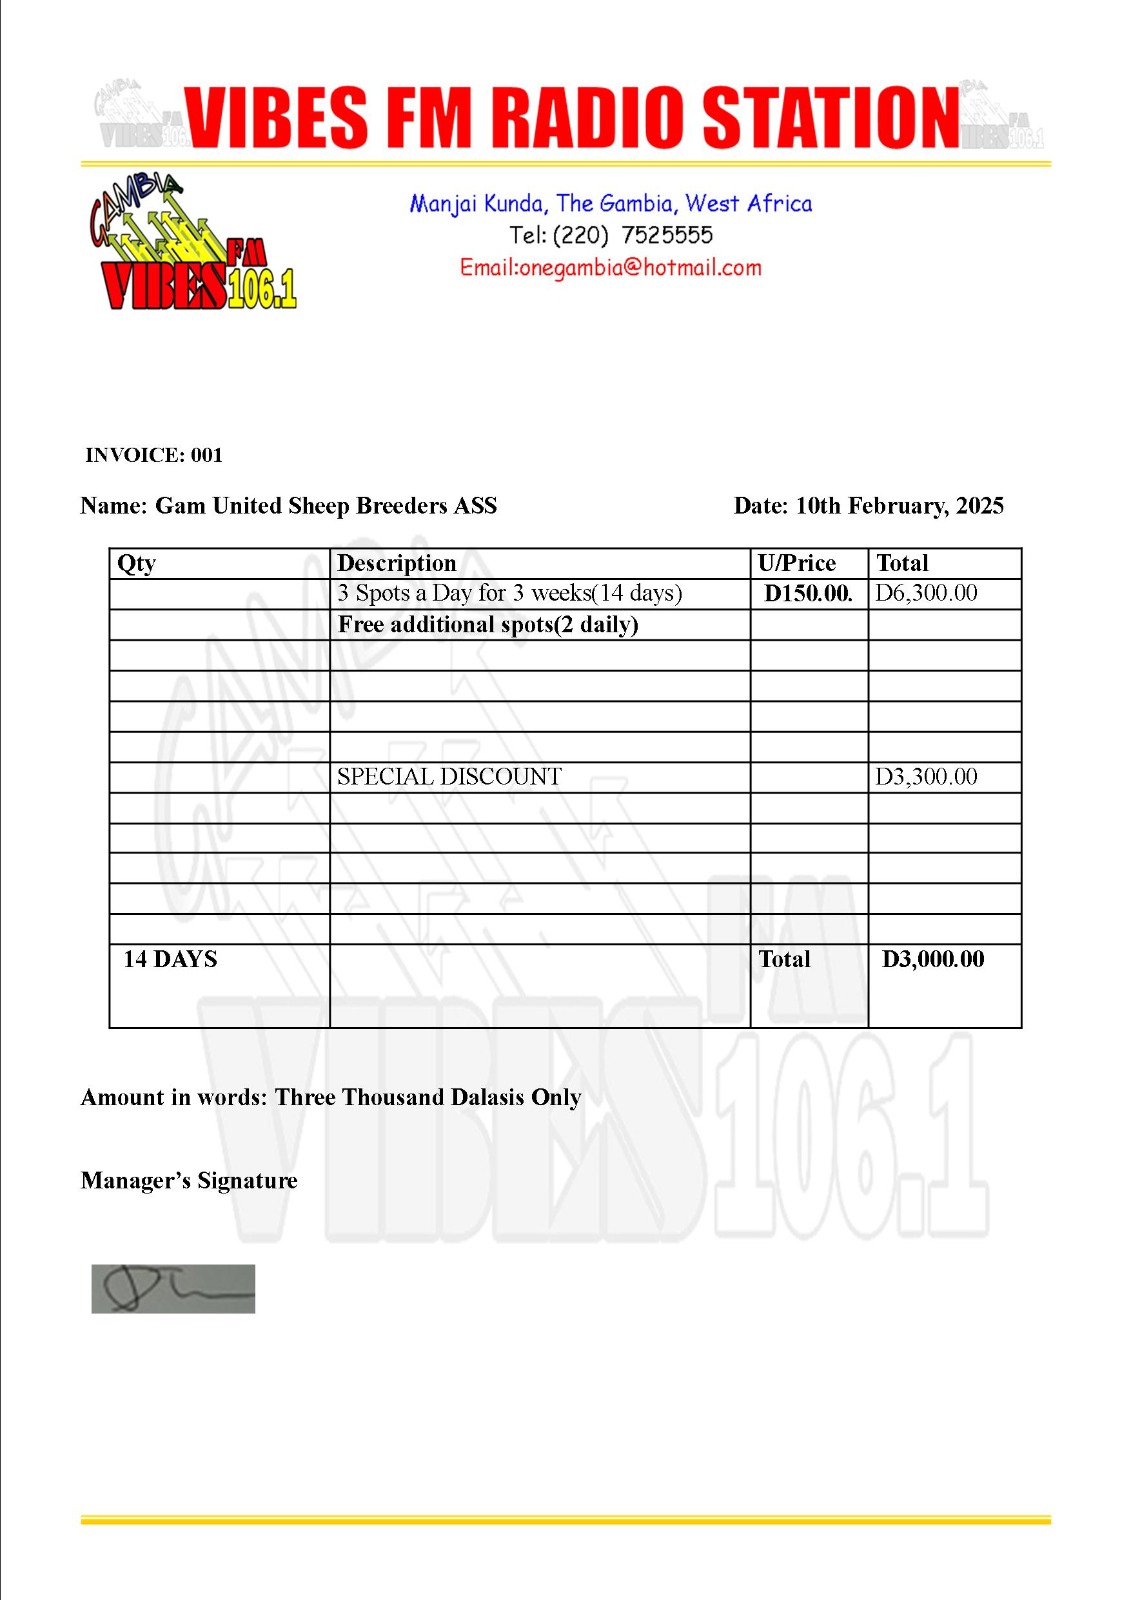 VIBES FM RADIO STATION
GAMBIA
VIBES FM 106.1
Manjai Kunda, The Gambia, West Africa
Tel: (220) 7525555
Email:onegambia@hotmail.com
INVOICE: 001
Name: Gam United Sheep Breeders ASS Date: 10th February, 2025
Qty Description U/Price Total
3 Spots a Day for 3 weeks(14 days) D150.00. D6,300.00
Free additional spots(2 daily)
SPECIAL DISCOUNT D3,300.00
14 DAYS Total D3,000.00
Amount in words: Three Thousand Dalasis Only
Manager’s Signature